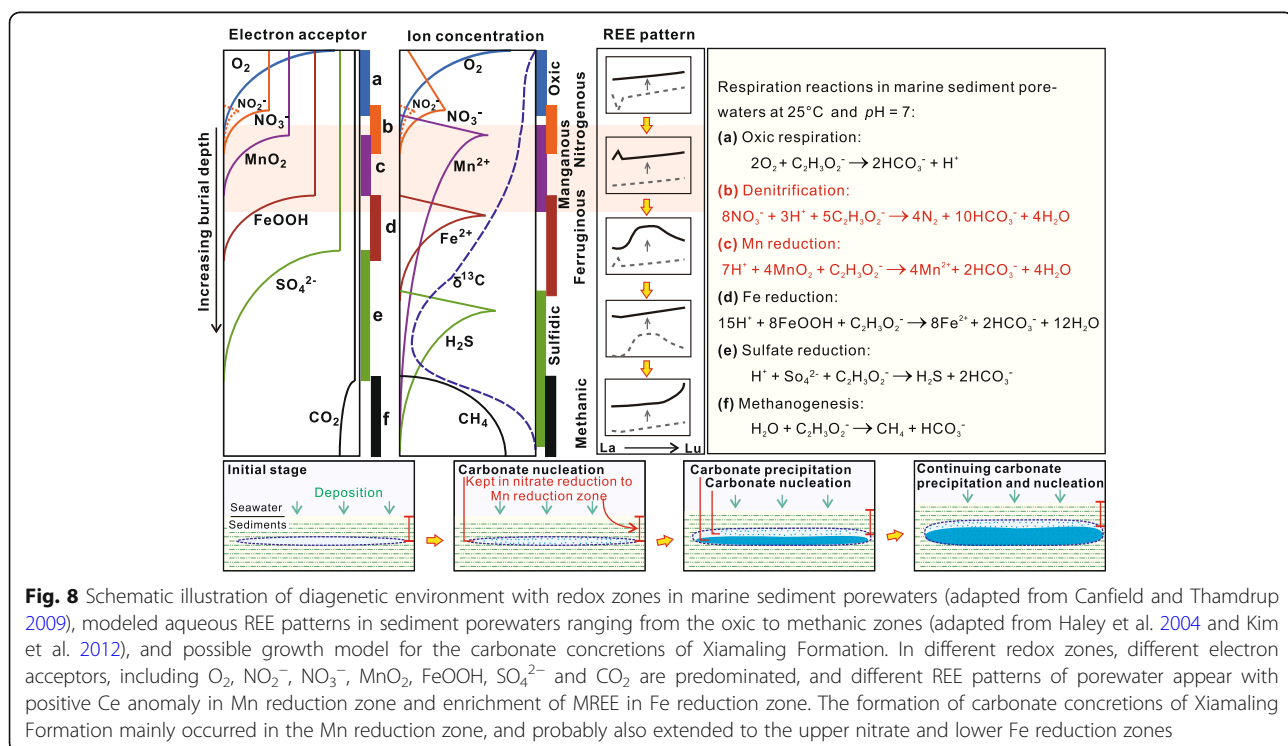 Electron acceptor
Ion concentration
REE pattern
Increasing burial depth
O₂
NO₂⁻
NO₃⁻
MnO₂
FeOOH
SO₄²⁻
CO₂
a
b
c
d
e
f
O₂
NO₂⁻
NO₃⁻
Mn²⁺
Fe²⁺
δ¹³C
H₂S
CH₄
Oxic
Nitrogenous
Manganous
Ferruginous
Sulfidic
Methanic
La
Lu
Respiration reactions in marine sediment pore-
waters at 25°C and pH = 7:
(a) Oxic respiration:
2O₂ + C₂H₃O₂⁻ → 2HCO₃⁻ + H⁺
(b) Denitrification:
8NO₃⁻ + 3H⁺ + 5C₂H₃O₂⁻ → 4N₂ + 10HCO₃⁻ + 4H₂O
(c) Mn reduction:
7H⁺ + 4MnO₂ + C₂H₃O₂⁻ → 4Mn²⁺ + 2HCO₃⁻ + 4H₂O
(d) Fe reduction:
15H⁺ + 8FeOOH + C₂H₃O₂⁻ → 8Fe²⁺ + 2HCO₃⁻ + 12H₂O
(e) Sulfate reduction:
H⁺ + So₄²⁻ + C₂H₃O₂⁻ → H₂S + 2HCO₃⁻
(f) Methanogenesis:
H₂O + C₂H₃O₂⁻ → CH₄ + HCO₃⁻
Initial stage
Deposition
Seawater
Sediments
Carbonate nucleation
Kept in nitrate reduction to
Mn reduction zone
Carbonate precipitation
Carbonate nucleation
Continuing carbonate
precipitation and nucleation
Fig. 8 Schematic illustration of diagenetic environment with redox zones in marine sediment porewaters (adapted from Canfield and Thamdrup
2009), modeled aqueous REE patterns in sediment porewaters ranging from the oxic to methanic zones (adapted from Haley et al. 2004 and Kim
et al. 2012), and possible growth model for the carbonate concretions of Xiamaling Formation. In different redox zones, different electron
acceptors, including O₂, NO₂⁻, NO₃⁻, MnO₂, FeOOH, SO₄²⁻ and CO₂ are predominated, and different REE patterns of porewater appear with
positive Ce anomaly in Mn reduction zone and enrichment of MREE in Fe reduction zone. The formation of carbonate concretions of Xiamaling
Formation mainly occurred in the Mn reduction zone, and probably also extended to the upper nitrate and lower Fe reduction zones